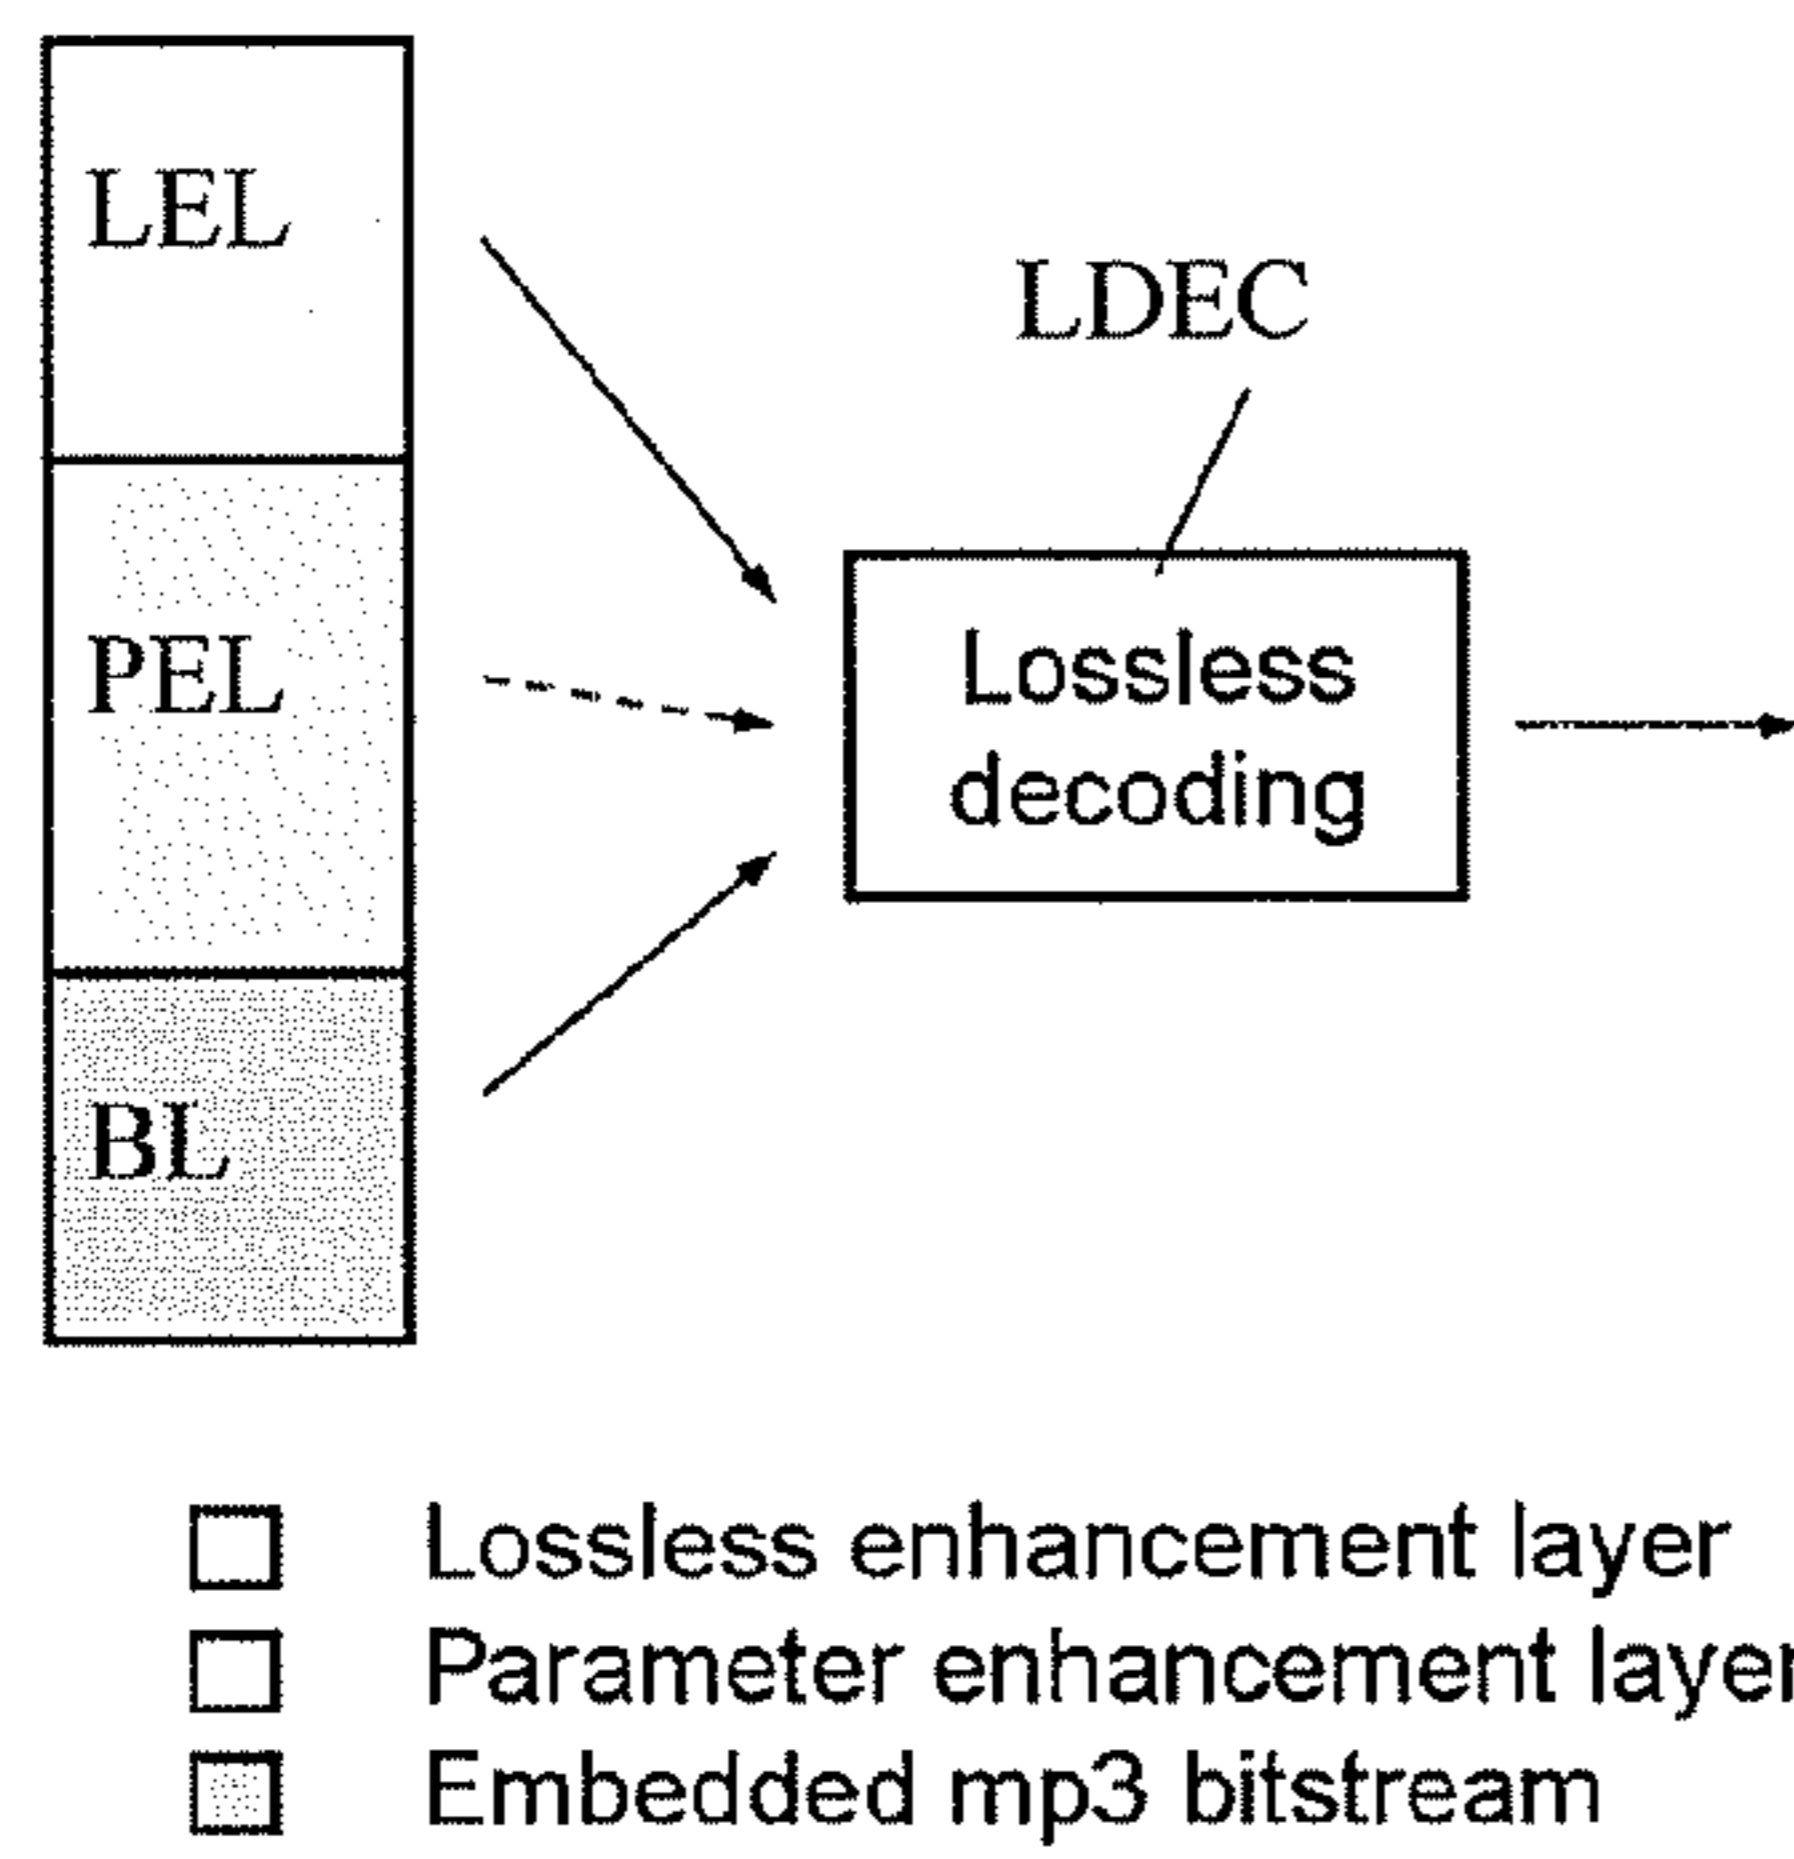 LEL
LDEC
PEL
Lossless
decoding
BL
Lossless enhancement layer
Parameter enhancement layer
Embedded mp3 bitstream